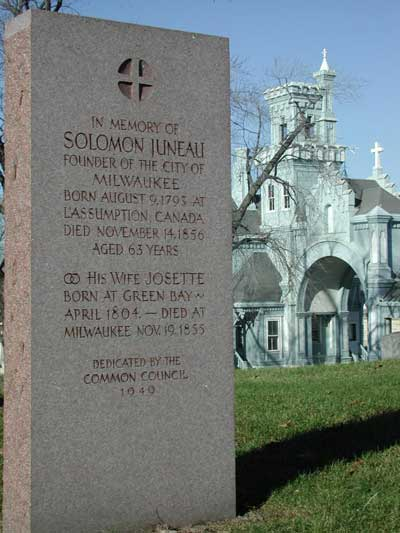 IN MEMORY OF
SOLOMON JUNEAU
FOUNDER OF THE CITY OF
MILWAUKEE
BORN AUGUST 9, 1793 AT
L'ASSUMPTION, CANADA
DIED NOVEMBER 14, 1856
AGED 63 YEARS
HIS WIFE JOSETTE
BORN AT GREEN BAY ~
APRIL 1804. — DIED AT
MILWAUKEE NOV. 19, 1855
DEDICATED BY THE
COMMON COUNCIL
1949